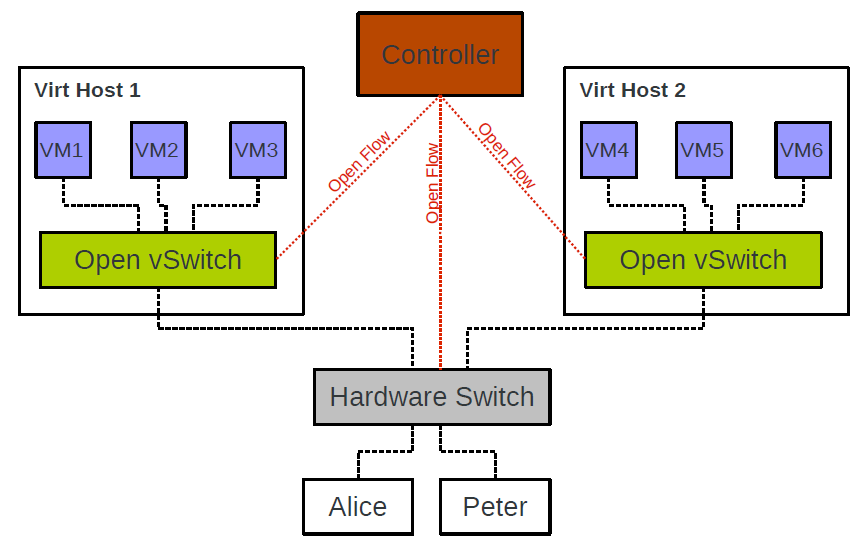 Controller
Virt Host 1
Virt Host 2
VM1
VM2
VM3
Open Flow
Open Flow
Open Flow
VM4
VM5
VM6
Open vSwitch
Open vSwitch
Hardware Switch
Alice
Peter